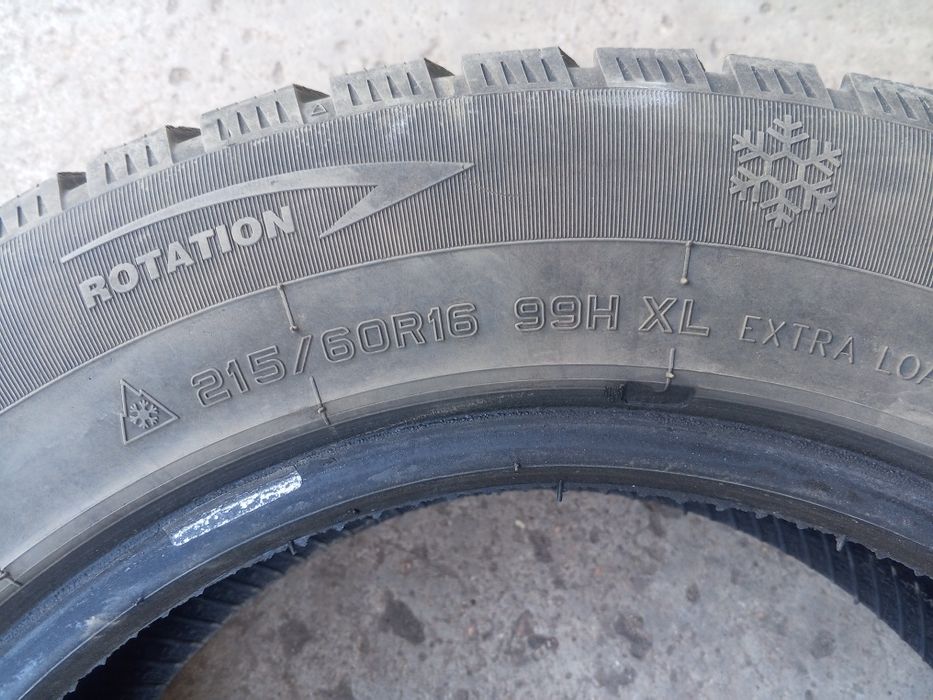 ROTATION
215/60R16 99H XL EXTRA